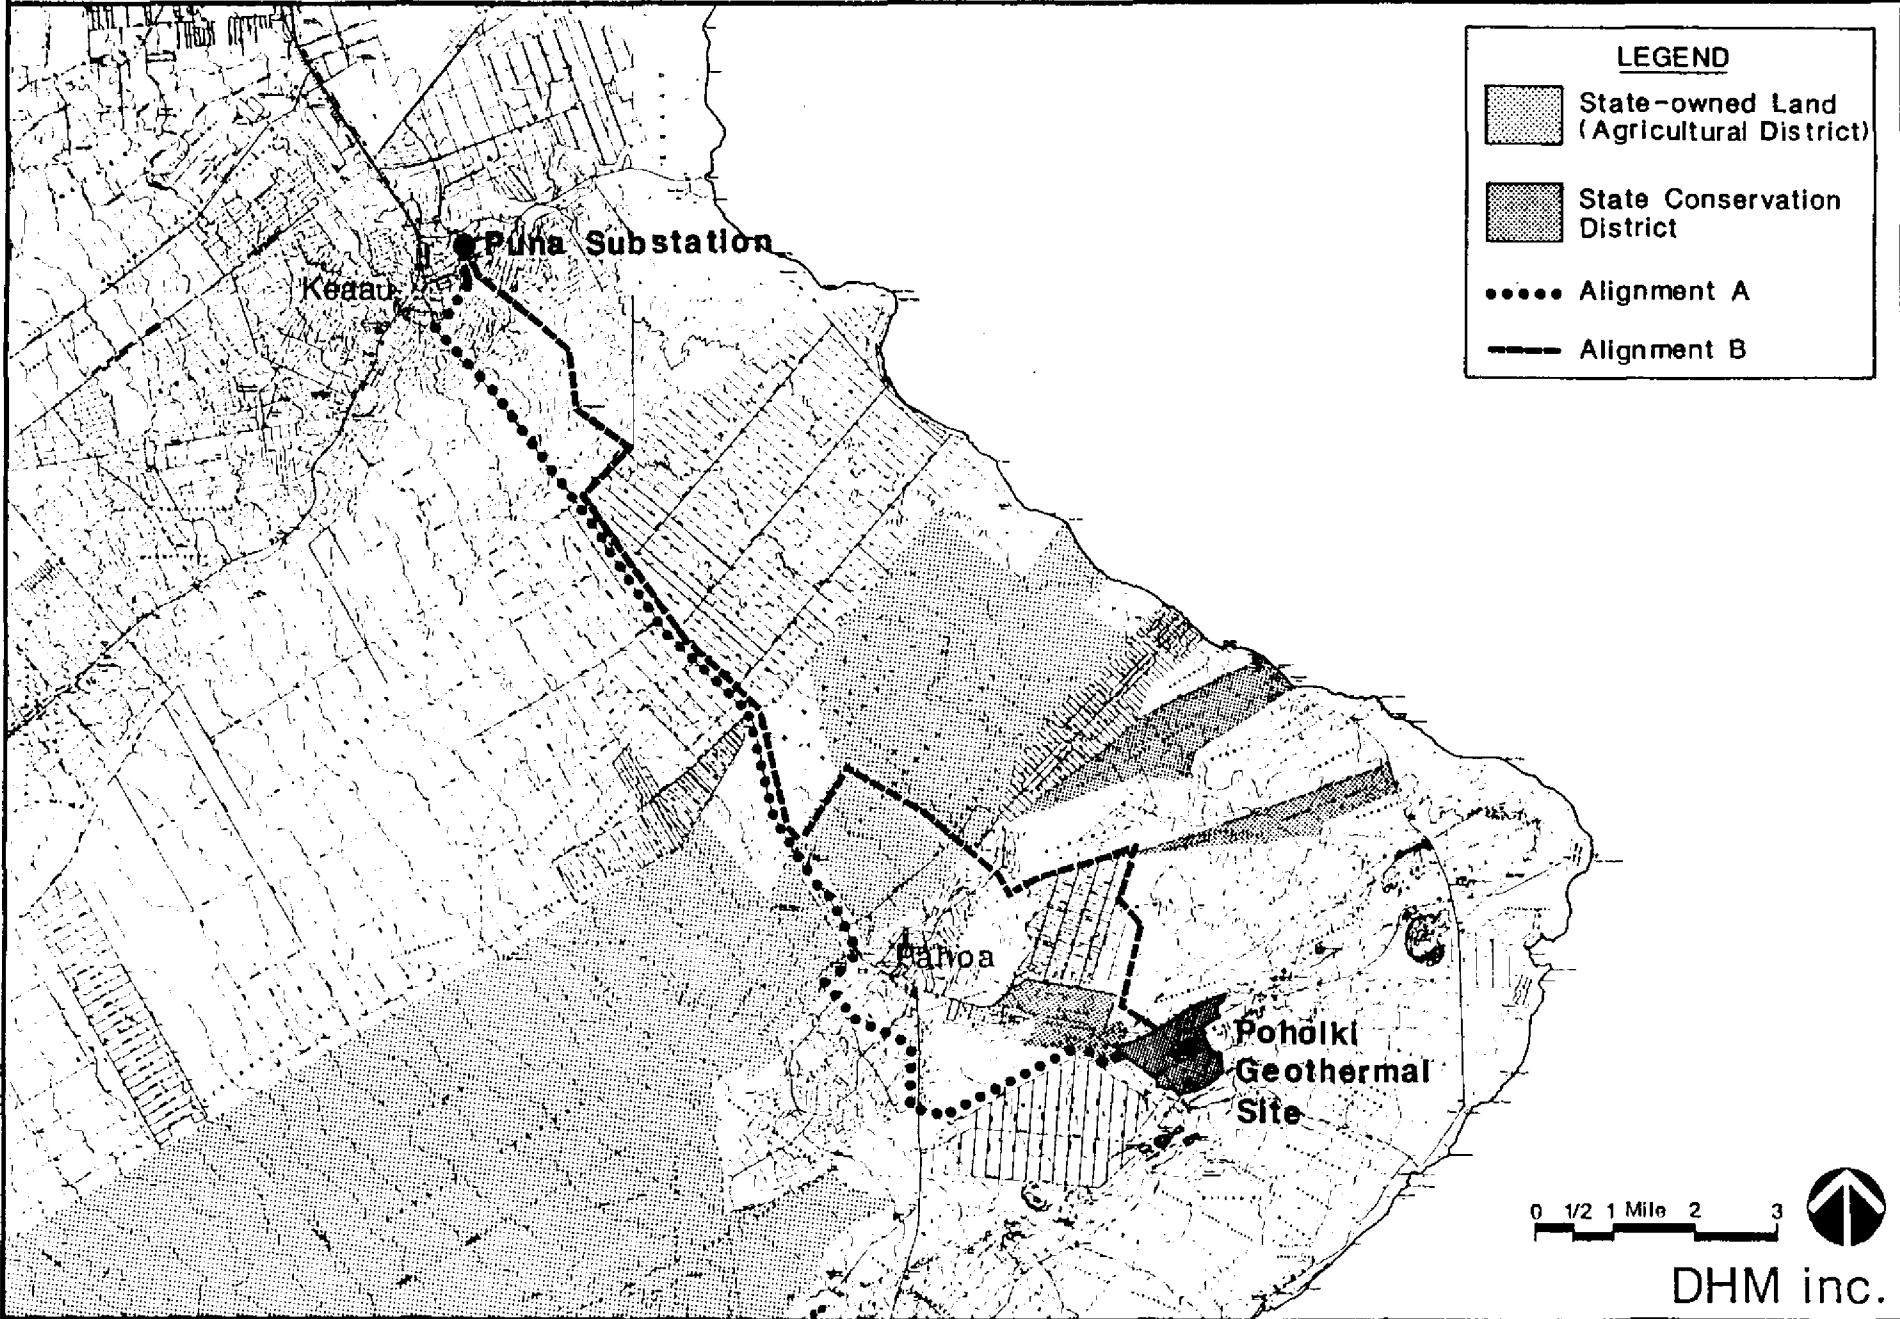 LEGEND
State-owned Land
(Agricultural District)
State Conservation
District
Alignment A
Alignment B
Puna Substation
Keaau
Pahoa
Pohoiki
Geothermal
Site
0 1/2 1 Mile 2 3
DHM inc.